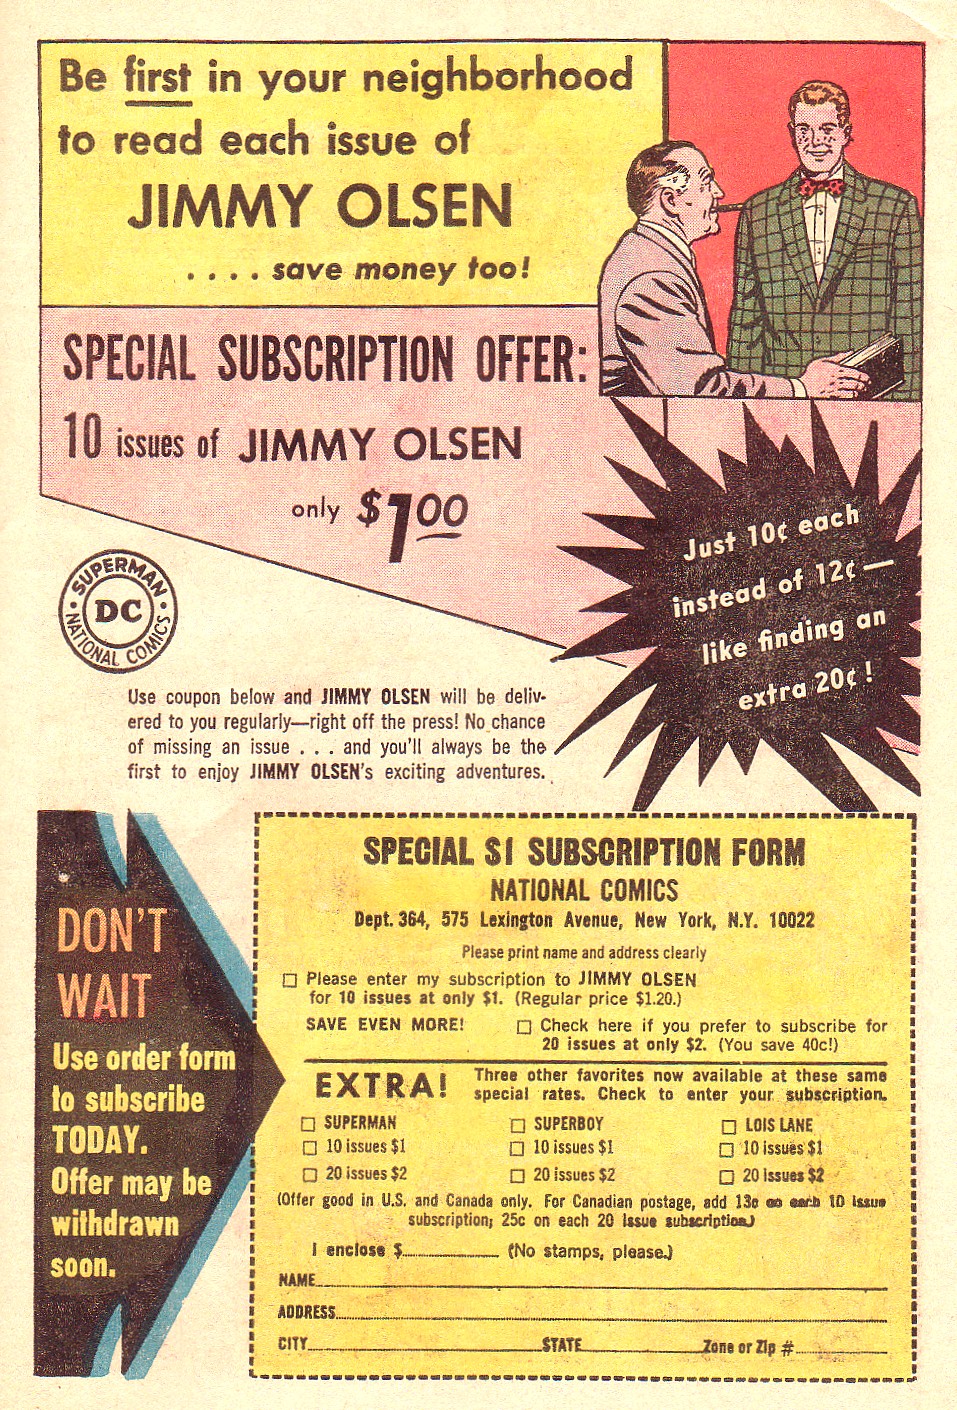 Be first in your neighborhood
to read each issue of
JIMMY OLSEN
.... save money too!
SPECIAL SUBSCRIPTION OFFER:
10 issues of JIMMY OLSEN
only $1.00
Just 10¢ each
instead of 12¢ —
like finding an
extra 20¢!
SUPERMAN
DC
NATIONAL COMICS
Use coupon below and JIMMY OLSEN will be deliv-
ered to you regularly—right off the press! No chance
of missing an issue . . . and you'll always be the
first to enjoy JIMMY OLSEN's exciting adventures.
DON'T
WAIT
Use order form
to subscribe
TODAY.
Offer may be
withdrawn
soon.
SPECIAL $1 SUBSCRIPTION FORM
NATIONAL COMICS
Dept. 364, 575 Lexington Avenue, New York, N.Y. 10022
Please print name and address clearly
Please enter my subscription to JIMMY OLSEN
for 10 issues at only $1. (Regular price $1.20.)
SAVE EVEN MORE!
Check here if you prefer to subscribe for
20 issues at only $2. (You save 40c!)
EXTRA!
Three other favorites now available at these same
special rates. Check to enter your subscription.
SUPERMAN SUPERBOY LOIS LANE
10 issues $1 10 issues $1 10 issues $1
20 issues $2 20 issues $2 20 issues $2
(Offer good in U.S. and Canada only. For Canadian postage, add 13c on each 10 issue
subscription; 25c on each 20 issue subscription.)
I enclose $ (No stamps, please.)
NAME
ADDRESS
CITY STATE Zone or Zip #